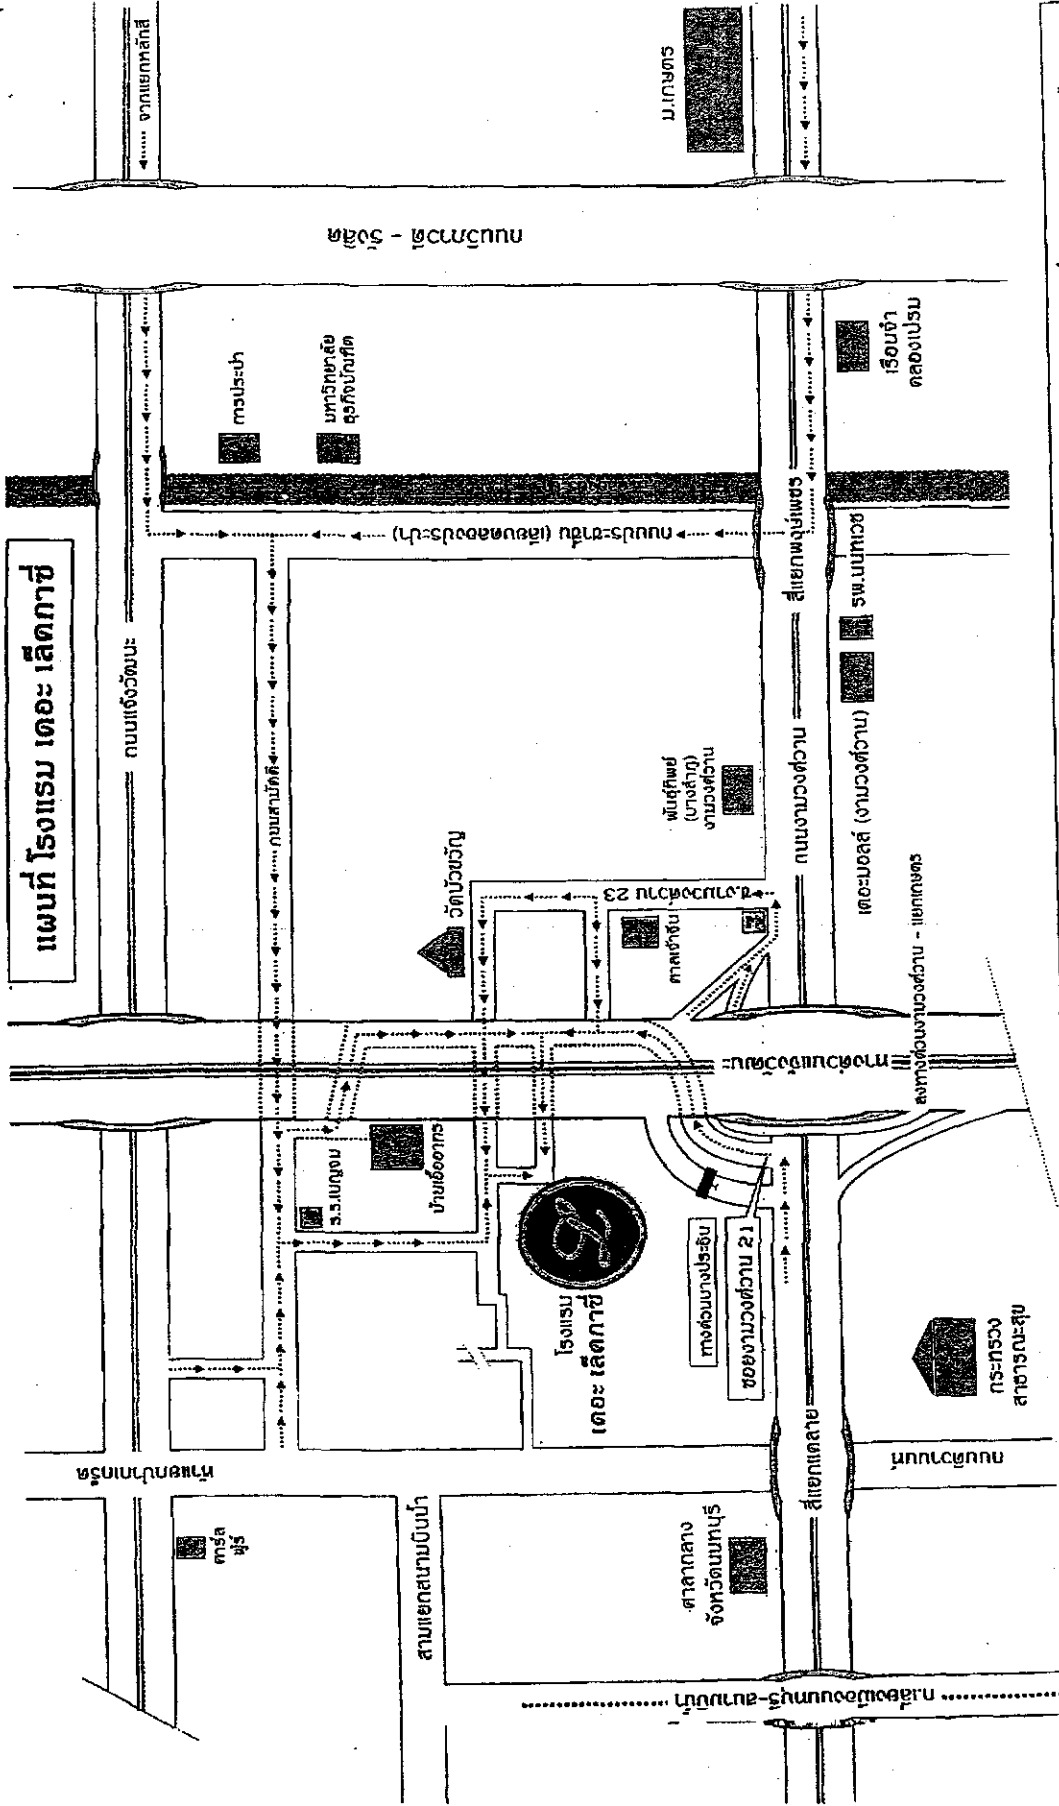 แผนที่ โรงแรม เดอะ เล็ดกาซี่
จากแยกหลักสี่
ถนนแจ้งวัฒนะ
ห้าแยกปากเกร็ด
คาร์ล
ฟูร์
การประปา
มหาวิทยาลัย
ธุรกิจบัณฑิต
ถนนวิภาวดี - รังสิต
ถนนประชาชื่น (เลียบคลองประปา)
ถนนสามัคคี
ร.ร.เบญจม
บ้านเอื้ออาทร
วัดบัวขวัญ
สามแยกสนามบินน้ำ
โรงแรม
เดอะ เล็ดกาซี่
ซ.งามวงศ์วาน 23
ตาลเจ้าจีน
พันธุ์ทิพย์
(บางลำภู)
งามวงศ์วาน
ม.เกษตร
ทางด่วนบางปะอิน
ซอยงามวงศ์วาน 21
ทางด่วนแจ้งวัฒนะ
ศาลากลาง
จังหวัดนนทบุรี
สี่แยกแคลาย
ถนนงามวงศ์วาน
สี่แยกพงษ์เพชร
เดอะมอลล์ (งามวงศ์วาน)
รพ.นนทเวช
เรือนจำ
คลองเปรม
ลงทางด่วนงามวงศ์วาน - แยกเกษตร
กระทรวง
สาธารณะสุข
ถนนติวานนท์
ถ.เลี่ยงเมืองนนทบุรี-สนามบินน้ำ